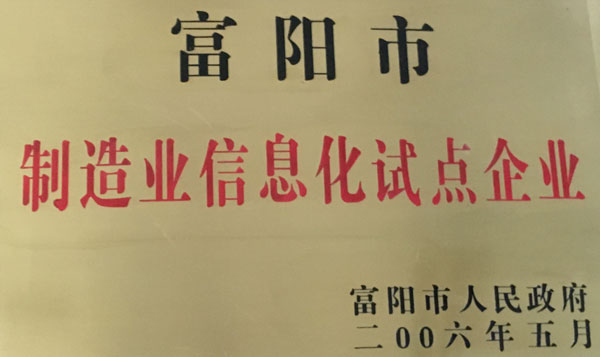 富阳市
制造业信息化试点企业
富阳市人民政府
二00六年五月